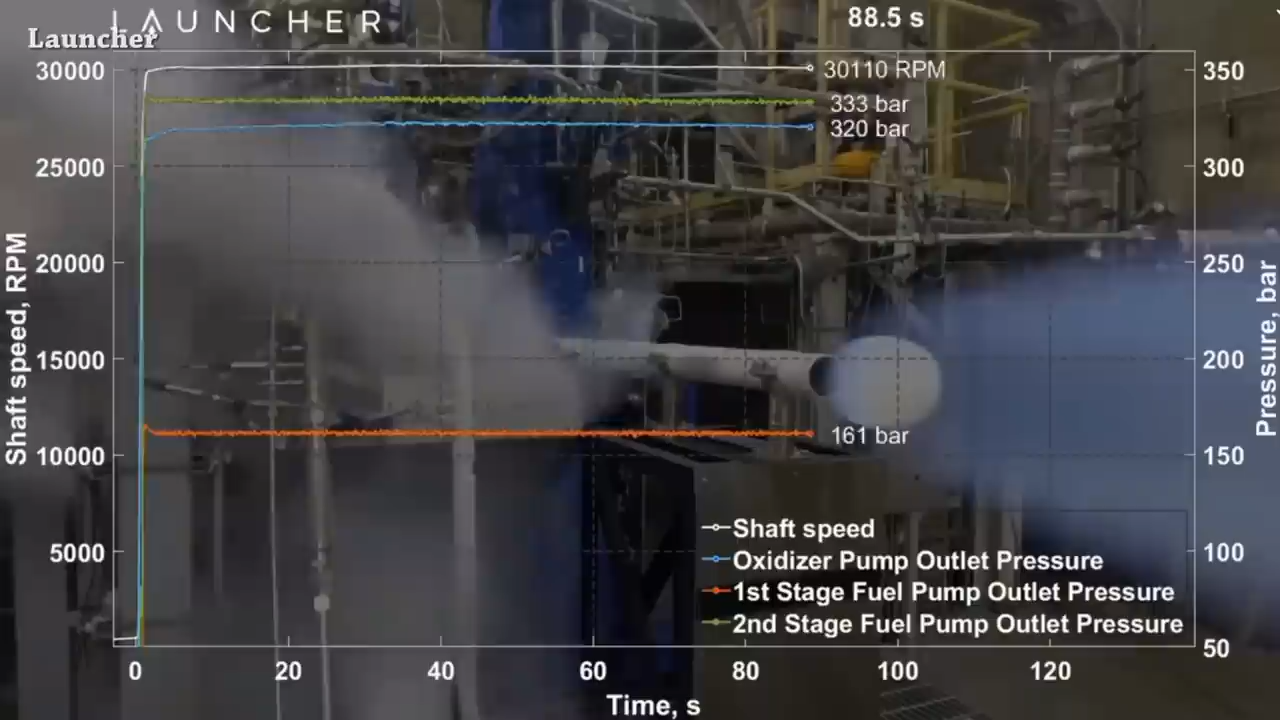 LAUNCHER
Launcher
88.5 s
30000
25000
20000
15000
10000
5000
Shaft speed, RPM
30110 RPM
333 bar
320 bar
161 bar
350
300
250
200
150
100
50
Pressure, bar
Shaft speed
Oxidizer Pump Outlet Pressure
1st Stage Fuel Pump Outlet Pressure
2nd Stage Fuel Pump Outlet Pressure
0 20 40 60 80 100 120
Time, s